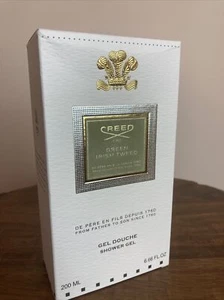 CREED
GREEN
IRISH TWEED
DE PÈRE EN FILS DEPUIS 1760
FROM FATHER TO SON SINCE 1760
GEL DOUCHE
SHOWER GEL
200 ML
6.66 FL.OZ